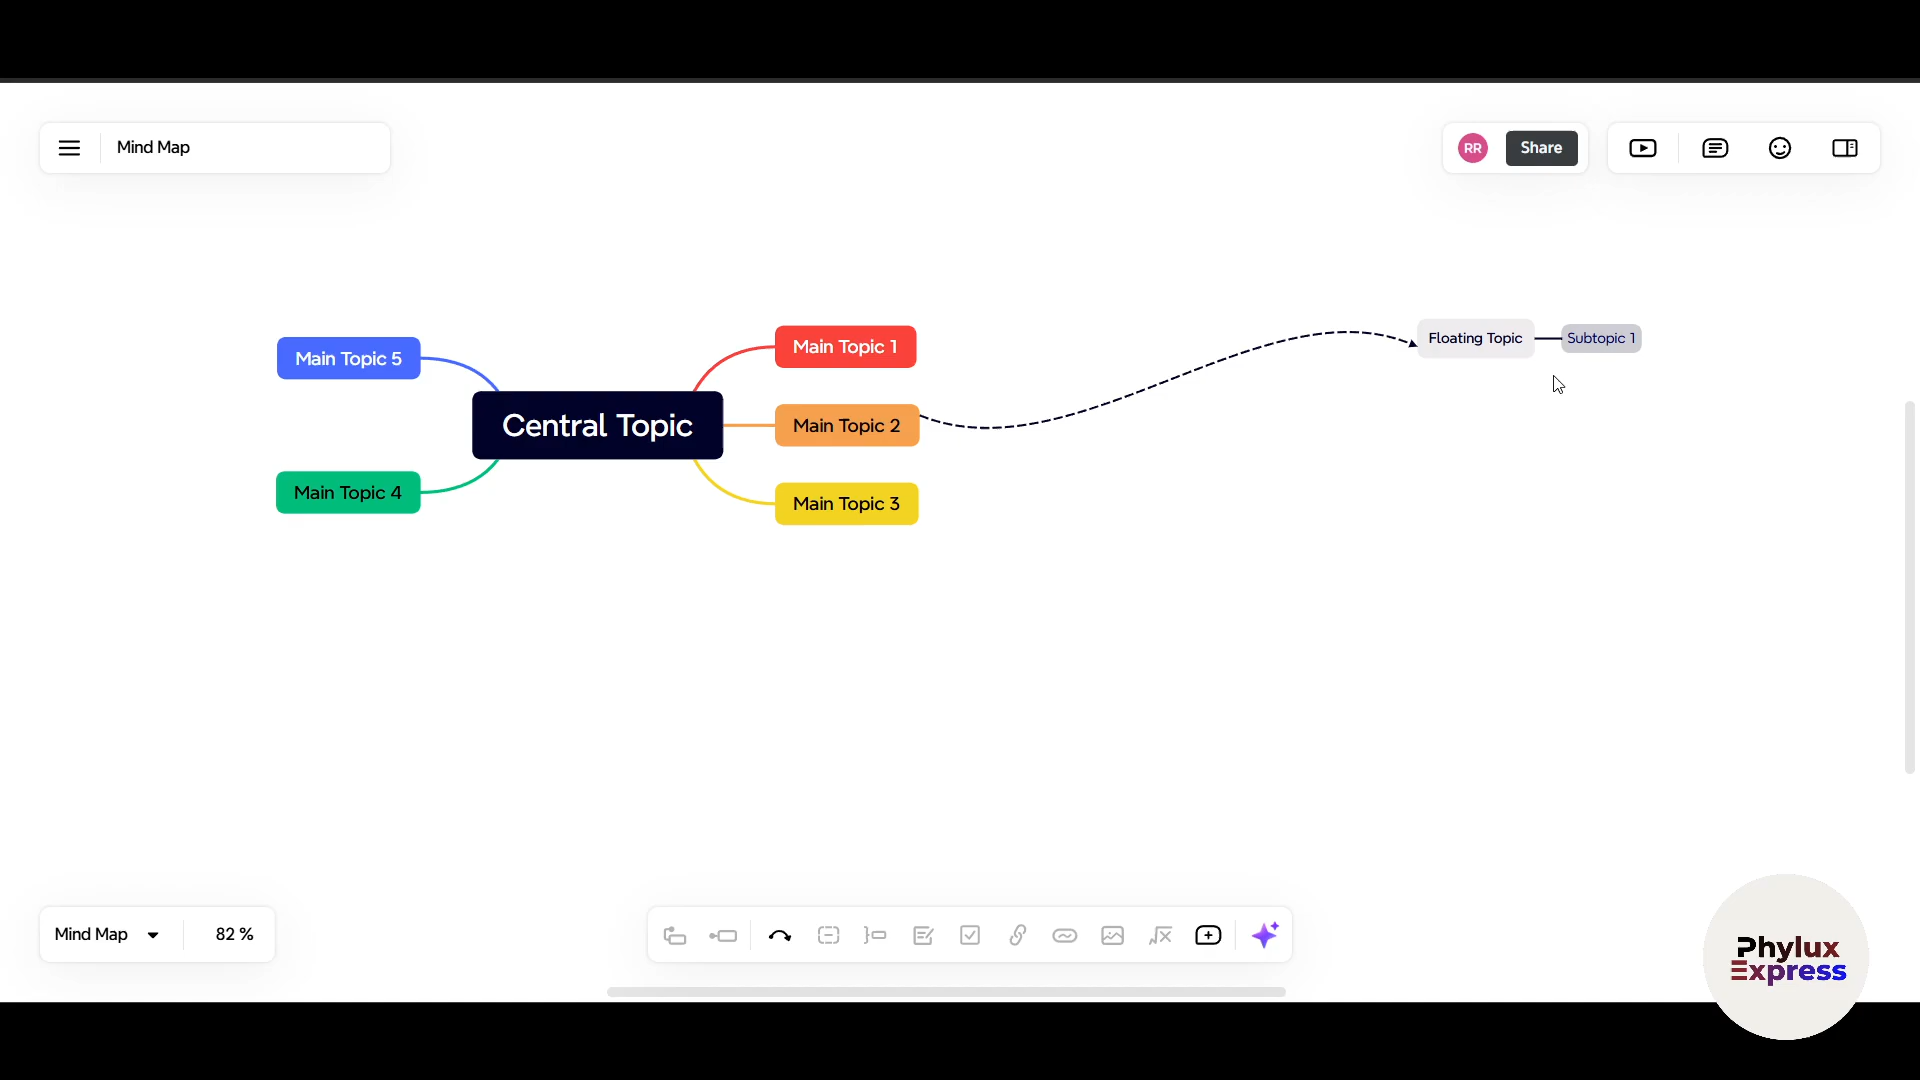 Mind Map
RR
Share
Main Topic 5
Main Topic 1
Floating Topic
Subtopic 1
Central Topic
Main Topic 2
Main Topic 4
Main Topic 3
Mind Map
82 %
Phylux
Express